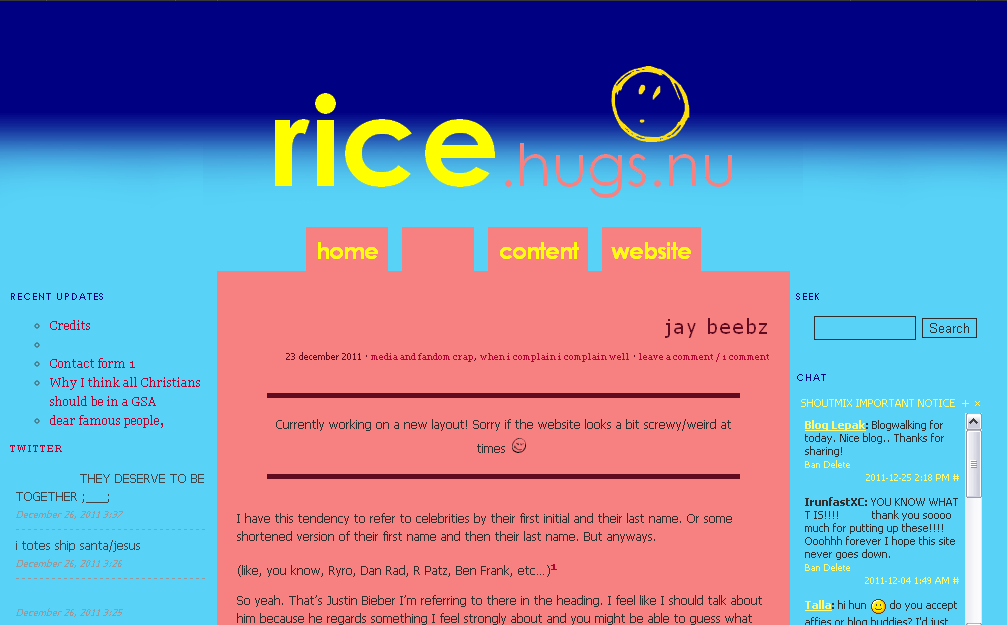 rice.hugs.nu
home
content
website
RECENT UPDATES
Credits
Contact form 1
Why I think all Christians
should be in a GSA
dear famous people,
TWITTER
THEY DESERVE TO BE
TOGETHER ;___;
December 26, 2011 3:37
i totes ship santa/jesus
December 26, 2011 3:26
December 26, 2011 3:25
jay beebz
23 december 2011 · media and fandom crap, when i complain i complain well · leave a comment / 1 comment
Currently working on a new layout! Sorry if the website looks a bit screwy/weird at
times
I have this tendency to refer to celebrities by their first initial and their last name. Or some
shortened version of their first name and then their last name. But anyways.
(like, you know, Ryro, Dan Rad, R Patz, Ben Frank, etc...)1
So yeah. That's Justin Bieber I'm referring to there in the heading. I feel like I should talk about
him because he regards something I feel strongly about and you might be able to guess what
SEEK
Search
CHAT
SHOUTMIX IMPORTANT NOTICE + ×
Blog Lepak: Blogwalking for
today. Nice blog.. Thanks for
sharing!
Ban Delete
2011-12-25 2:18 PM #
IrunfastXC: YOU KNOW WHAT
T IS!!!! thank you soooo
much for putting up these!!!!
Ooohhh forever I hope this site
never goes down.
Ban Delete
2011-12-04 1:49 AM #
Talla: hi hun do you accept
affies or blog buddies? I'd just